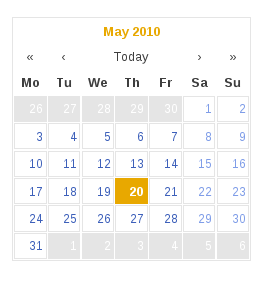 May 2010
« ‹ Today › »
Mo Tu We Th Fr Sa Su
26 27 28 29 30 1 2
3 4 5 6 7 8 9
10 11 12 13 14 15 16
17 18 19 20 21 22 23
24 25 26 27 28 29 30
31 1 2 3 4 5 6